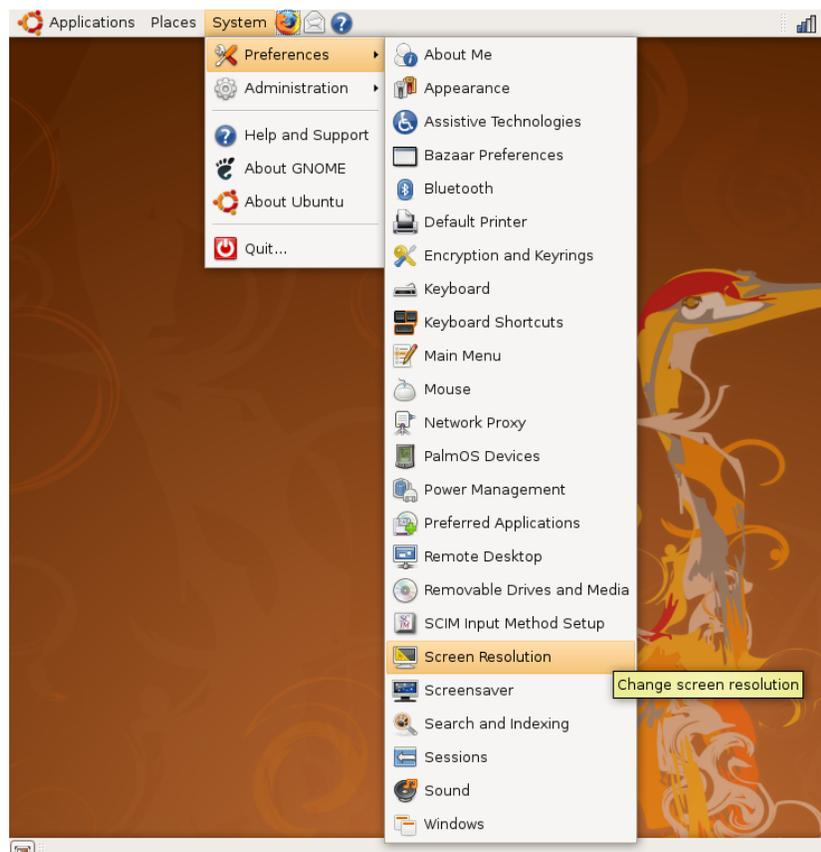 Applications Places System
Preferences
Administration
Help and Support
About GNOME
About Ubuntu
Quit...
About Me
Appearance
Assistive Technologies
Bazaar Preferences
Bluetooth
Default Printer
Encryption and Keyrings
Keyboard
Keyboard Shortcuts
Main Menu
Mouse
Network Proxy
PalmOS Devices
Power Management
Preferred Applications
Remote Desktop
Removable Drives and Media
SCIM Input Method Setup
Screen Resolution
Change screen resolution
Screensaver
Search and Indexing
Sessions
Sound
Windows